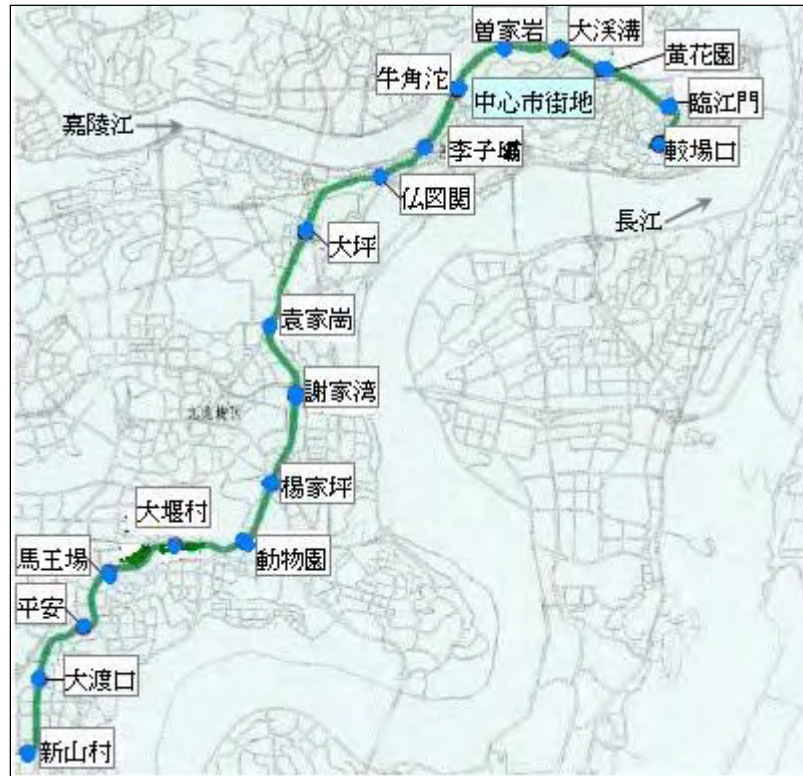 曽家岩
大渓溝
黄花園
牛角沱
中心市街地
臨江門
嘉陵江
李子壩
較場口
仏図関
長江
大坪
袁家崗
謝家湾
楊家坪
大堰村
動物園
馬王場
平安
大渡口
新山村